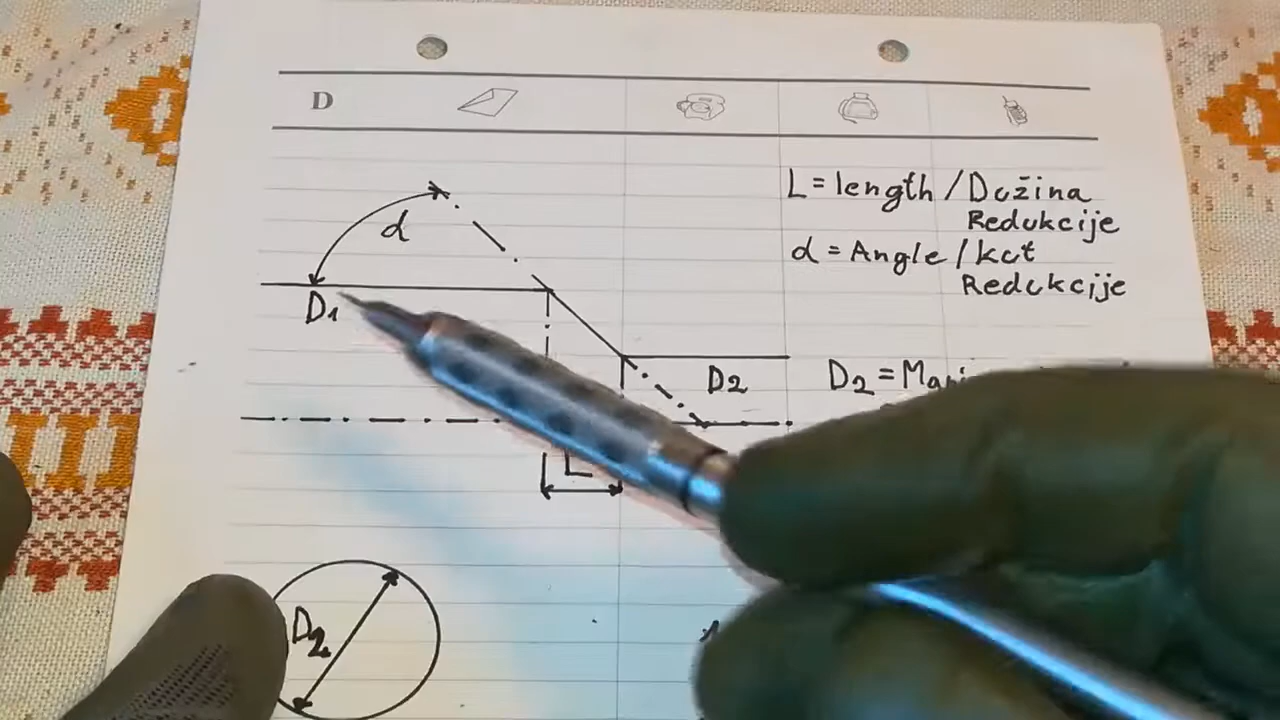 D
L = length / Dužina
Redukcije
α
α = Angle / kut
Redukcije
D1
D2
D2 =
L
D2